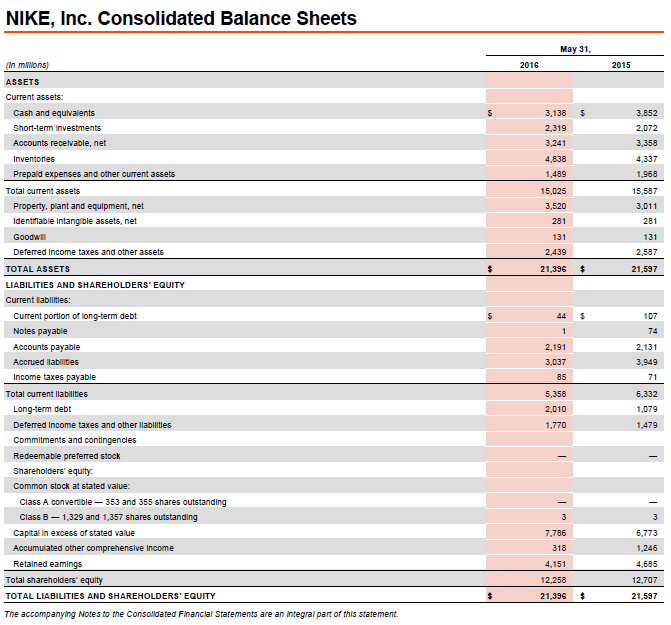 NIKE, Inc. Consolidated Balance Sheets
May 31,
(In millions) 2016 2015
ASSETS
Current assets:
Cash and equivalents $ 3,138 $ 3,852
Short-term investments 2,319 2,072
Accounts receivable, net 3,241 3,358
Inventories 4,838 4,337
Prepaid expenses and other current assets 1,489 1,968
Total current assets 15,025 15,587
Property, plant and equipment, net 3,520 3,011
Identifiable intangible assets, net 281 281
Goodwill 131 131
Deferred income taxes and other assets 2,439 2,587
TOTAL ASSETS $ 21,396 $ 21,597
LIABILITIES AND SHAREHOLDERS' EQUITY
Current liabilities:
Current portion of long-term debt $ 44 $ 107
Notes payable 1 74
Accounts payable 2,191 2,131
Accrued liabilities 3,037 3,949
Income taxes payable 85 71
Total current liabilities 5,358 6,332
Long-term debt 2,010 1,079
Deferred income taxes and other liabilities 1,770 1,479
Commitments and contingencies
Redeemable preferred stock — —
Shareholders' equity:
Common stock at stated value:
Class A convertible — 353 and 355 shares outstanding — —
Class B — 1,329 and 1,357 shares outstanding 3 3
Capital in excess of stated value 7,786 6,773
Accumulated other comprehensive income 318 1,246
Retained earnings 4,151 4,685
Total shareholders' equity 12,258 12,707
TOTAL LIABILITIES AND SHAREHOLDERS' EQUITY $ 21,396 $ 21,597
The accompanying Notes to the Consolidated Financial Statements are an integral part of this statement.